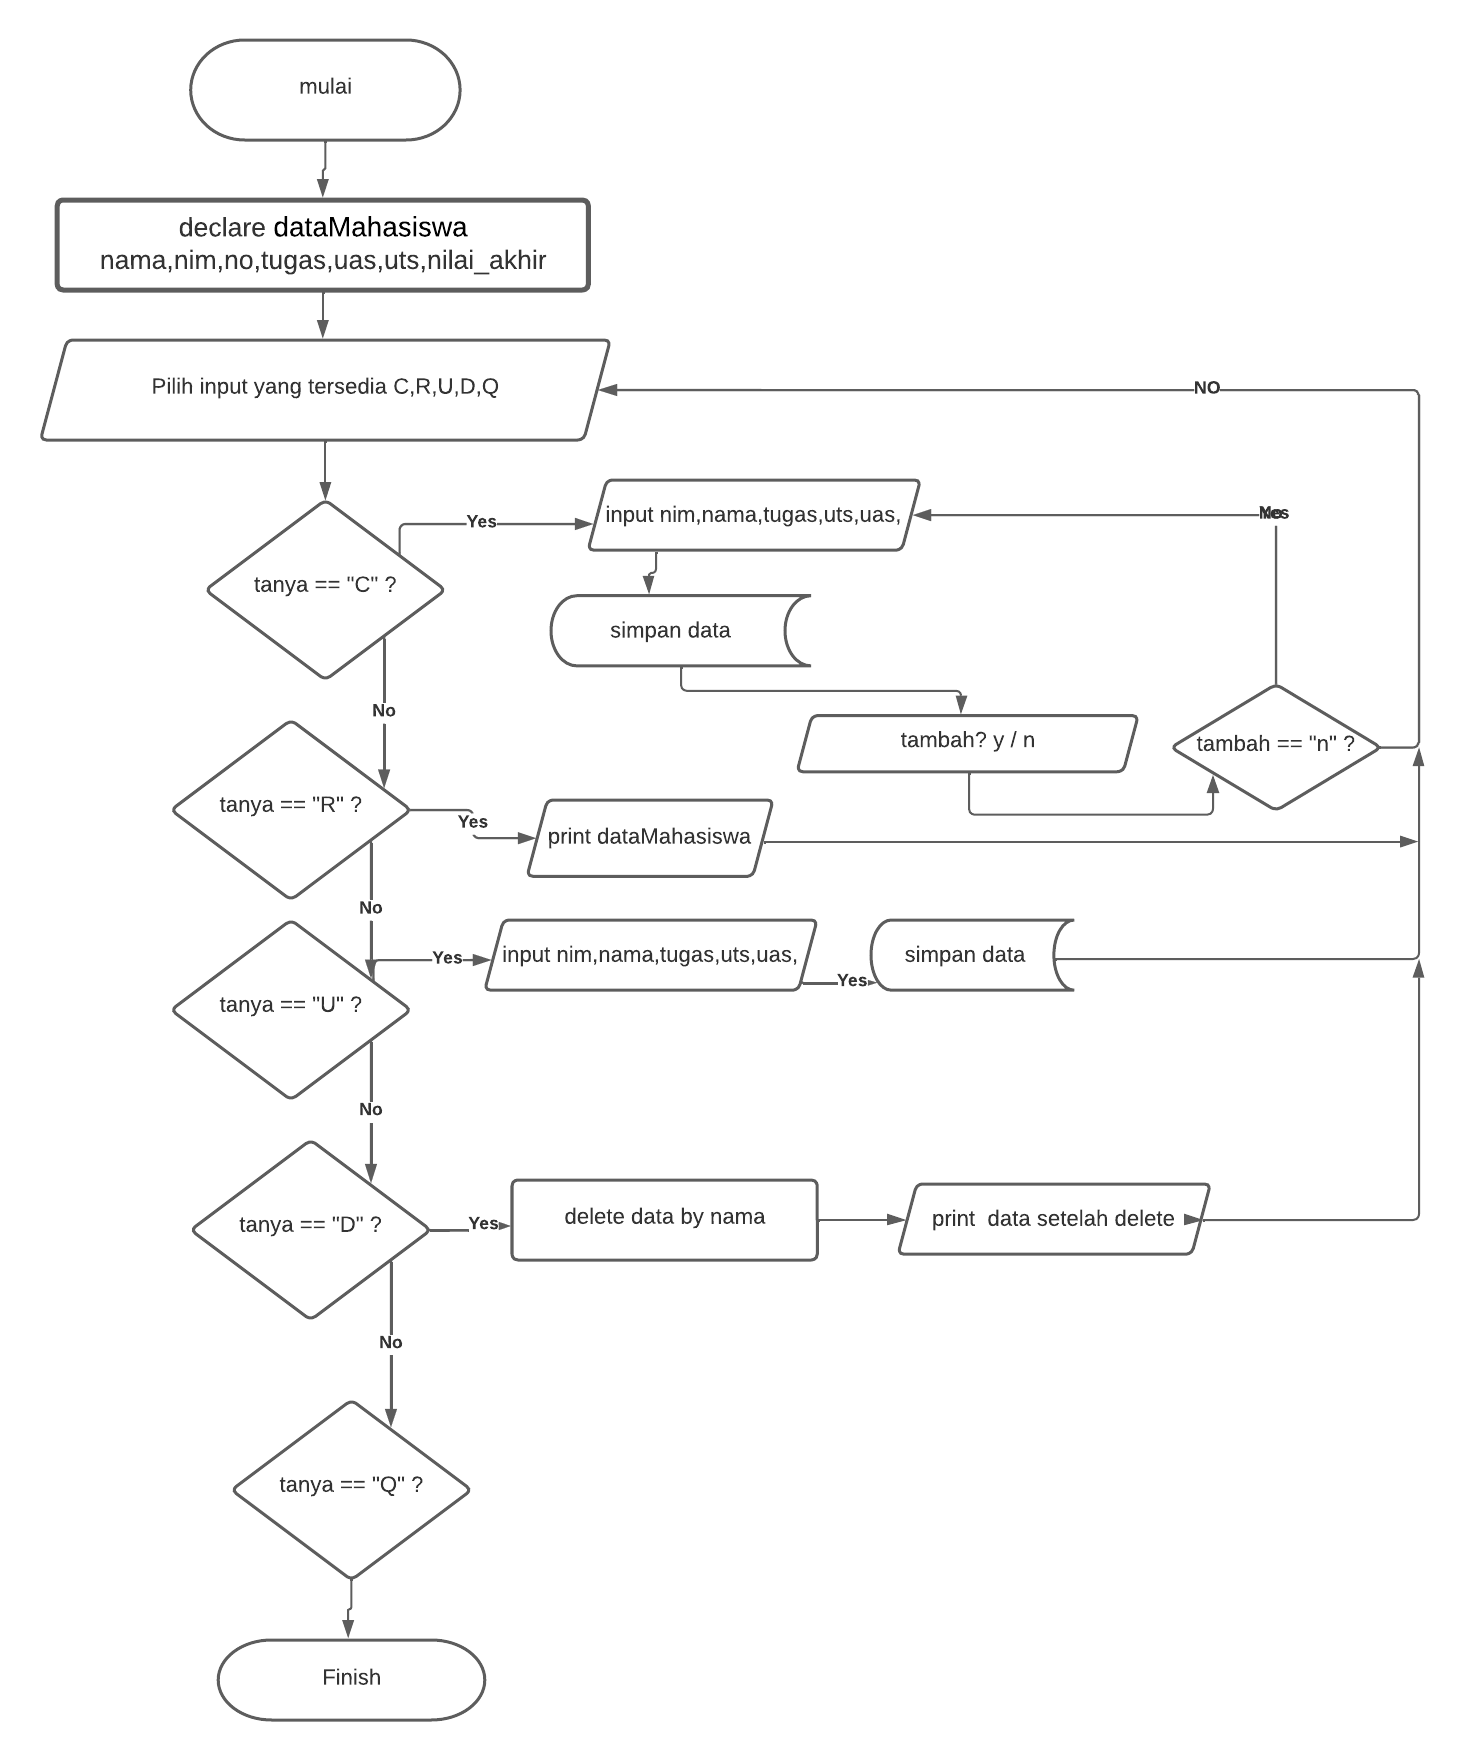 mulai
declare dataMahasiswa
nama,nim,no,tugas,uas,uts,nilai_akhir
Pilih input yang tersedia C,R,U,D,Q
NO
Yes
input nim,nama,tugas,uts,uas,
Yes
tanya == "C" ?
simpan data
No
tambah? y / n
tambah == "n" ?
tanya == "R" ?
Yes
print dataMahasiswa
No
Yes
input nim,nama,tugas,uts,uas,
Yes
simpan data
tanya == "U" ?
No
tanya == "D" ?
Yes
delete data by nama
print  data setelah delete
No
tanya == "Q" ?
Finish